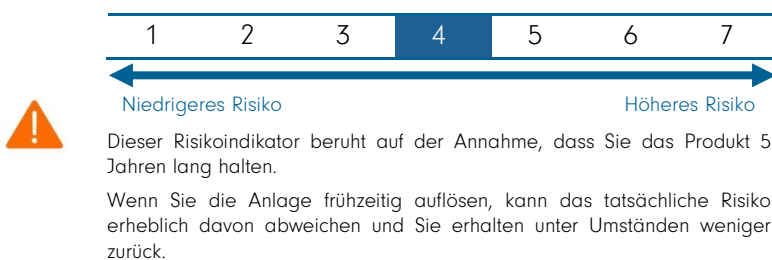 1 2 3 4 5 6 7
Niedrigeres Risiko Höheres Risiko
Dieser Risikoindikator beruht auf der Annahme, dass Sie das Produkt 5
Jahren lang halten.
Wenn Sie die Anlage frühzeitig auflösen, kann das tatsächliche Risiko
erheblich davon abweichen und Sie erhalten unter Umständen weniger
zurück.